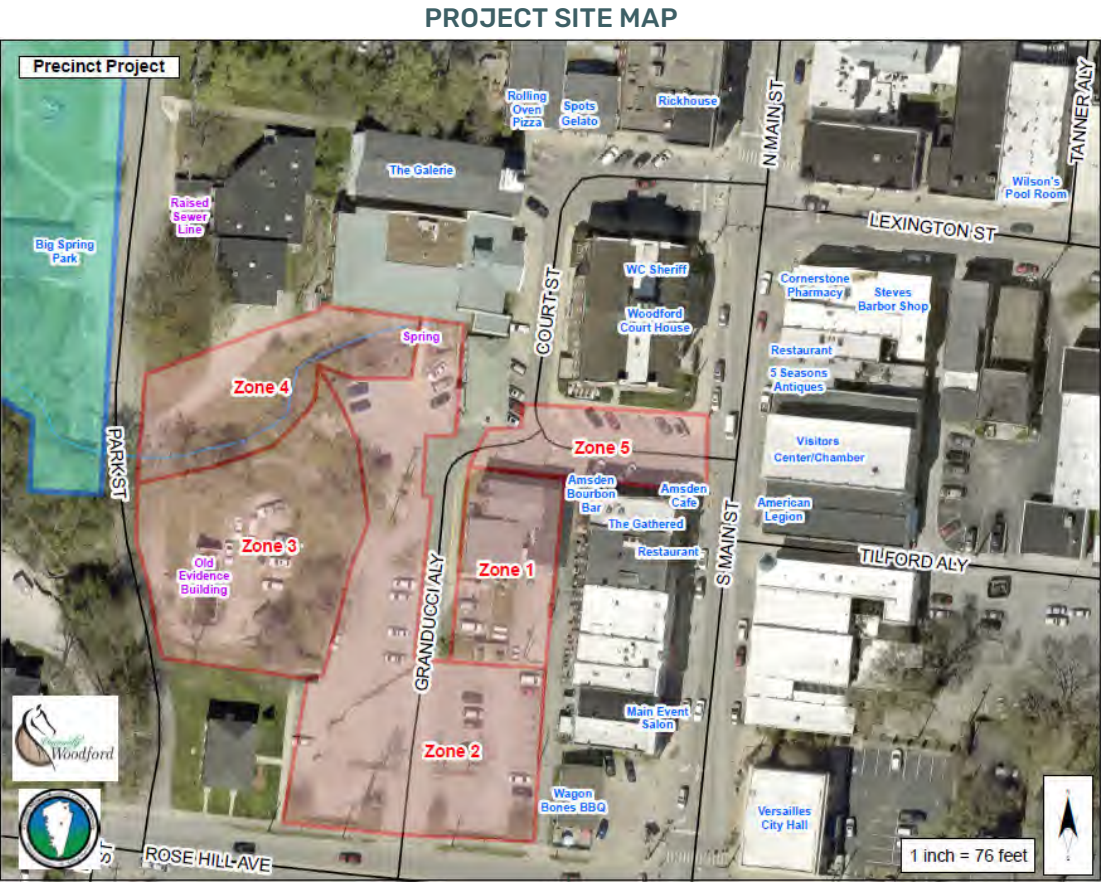 PROJECT SITE MAP
Precinct Project
Rolling
Oven
Pizza
Spots
Gelato
Rickhouse
N MAIN ST
TANNER ALY
The Galerie
Wilson's
Pool Room
Raised
Sewer
Line
LEXINGTON ST
Big Spring
Park
WC Sheriff
Cornerstone
Pharmacy
Steves
Barbor Shop
COURT ST
Woodford
Court House
Spring
Restaurant
5 Seasons
Antiques
Zone 4
Zone 5
Visitors
Center/Chamber
PARK ST
Amsden
Bourbon
Bar
Amsden
Cafe
American
Legion
The Gathered
Zone 3
Restaurant
S MAIN ST
TILFORD ALY
Old
Evidence
Building
Zone 1
GRANDUCCI ALY
Woodford
Main Event
Salon
Zone 2
Wagon
Bones BBQ
Versailles
City Hall
ST
ROSE HILL AVE
1 inch = 76 feet